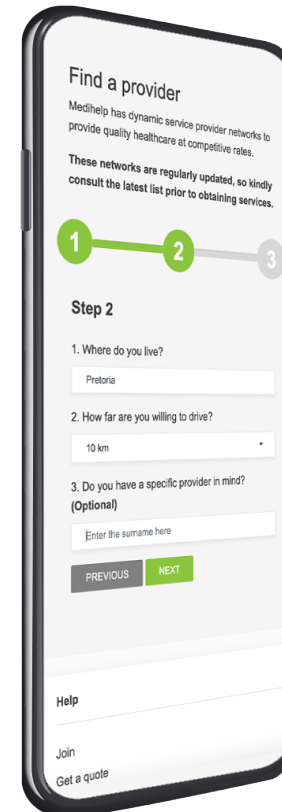 Find a provider
Medihelp has dynamic service provider networks to
provide quality healthcare at competitive rates.
These networks are regularly updated, so kindly
consult the latest list prior to obtaining services.
1 2 3
Step 2
1. Where do you live?
Pretoria
2. How far are you willing to drive?
10 km
3. Do you have a specific provider in mind?
(Optional)
Enter the surname here
PREVIOUS NEXT
Help
Join
Get a quote